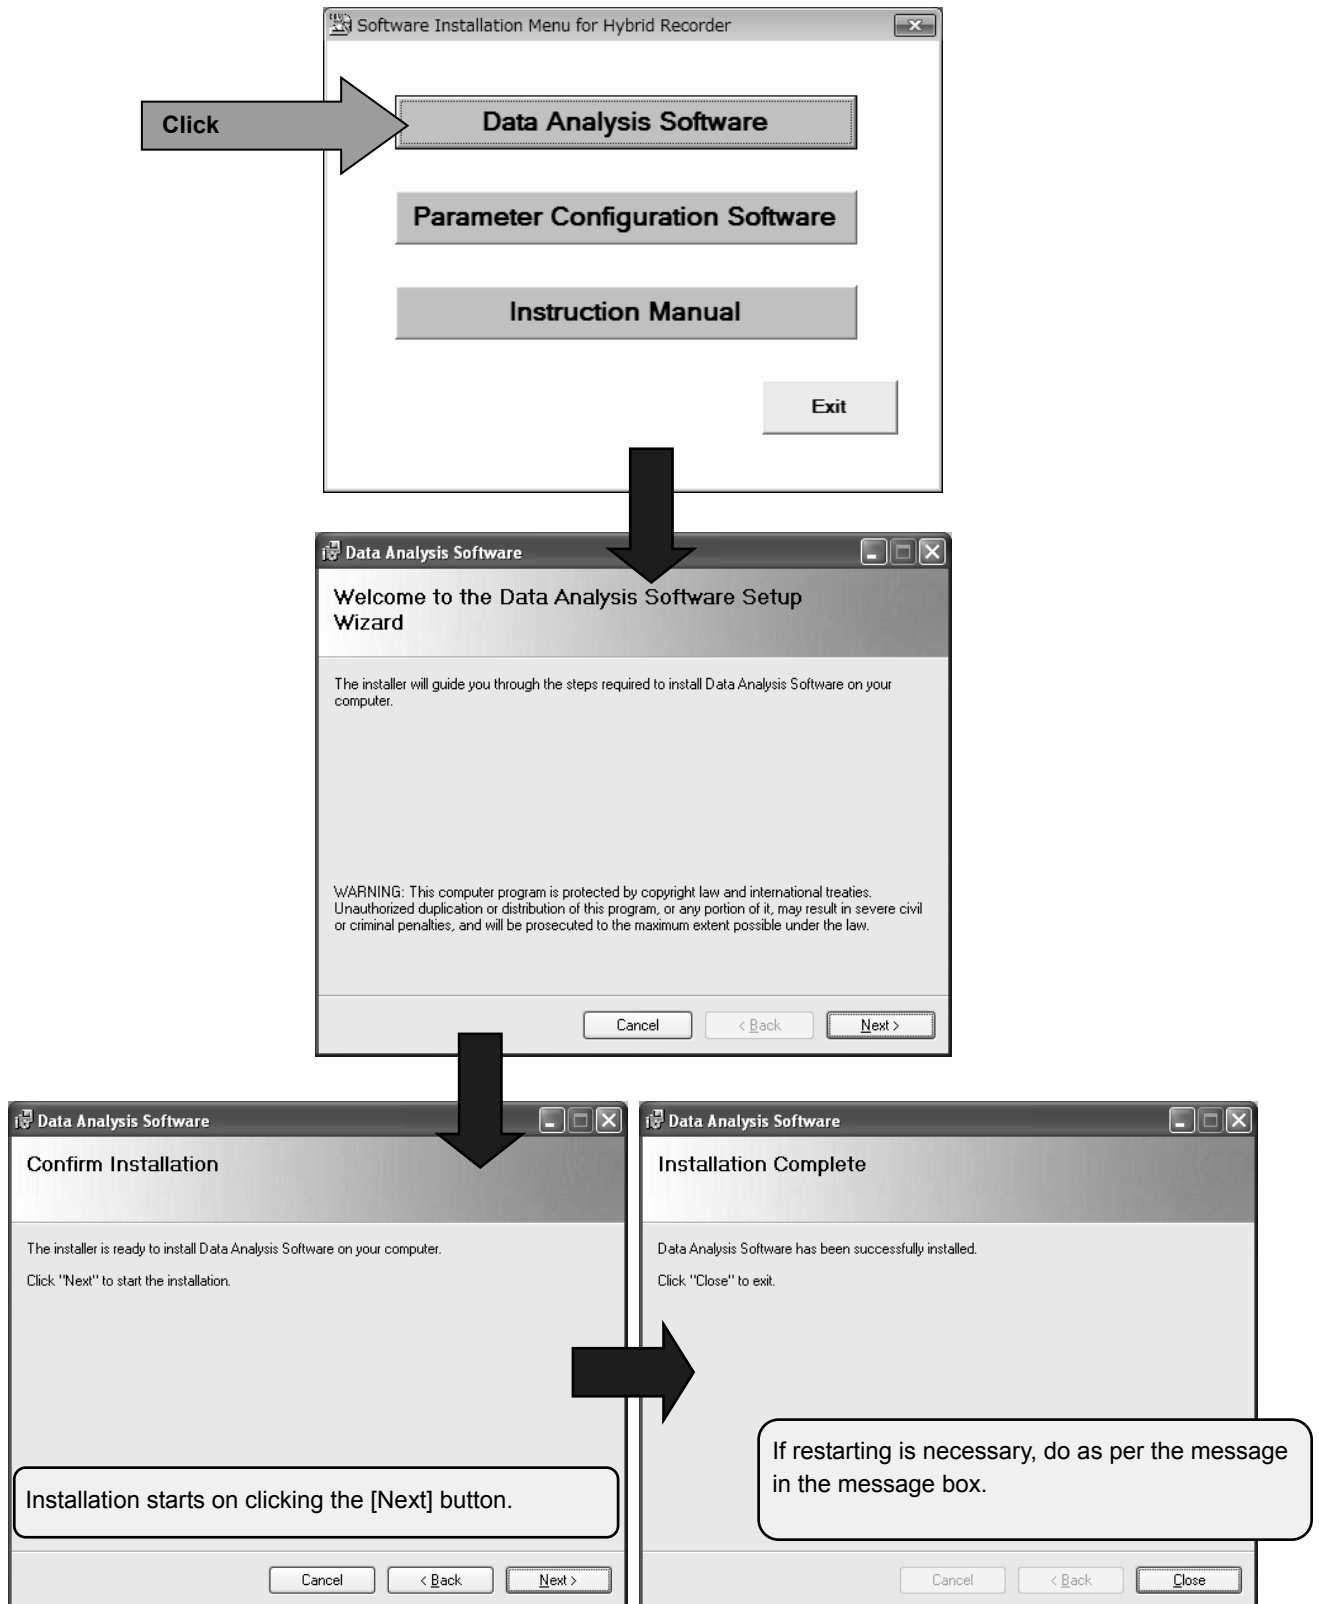 Software Installation Menu for Hybrid Recorder
Click
Data Analysis Software
Parameter Configuration Software
Instruction Manual
Exit
Data Analysis Software
Welcome to the Data Analysis Software Setup
Wizard
The installer will guide you through the steps required to install Data Analysis Software on your
computer.
WARNING: This computer program is protected by copyright law and international treaties.
Unauthorized duplication or distribution of this program, or any portion of it, may result in severe civil
or criminal penalties, and will be prosecuted to the maximum extent possible under the law.
Cancel
< Back
Next >
Data Analysis Software
Confirm Installation
The installer is ready to install Data Analysis Software on your computer.
Click "Next" to start the installation.
Installation starts on clicking the [Next] button.
Cancel
< Back
Next >
Data Analysis Software
Installation Complete
Data Analysis Software has been successfully installed.
Click "Close" to exit.
If restarting is necessary, do as per the message
in the message box.
Cancel
< Back
Close